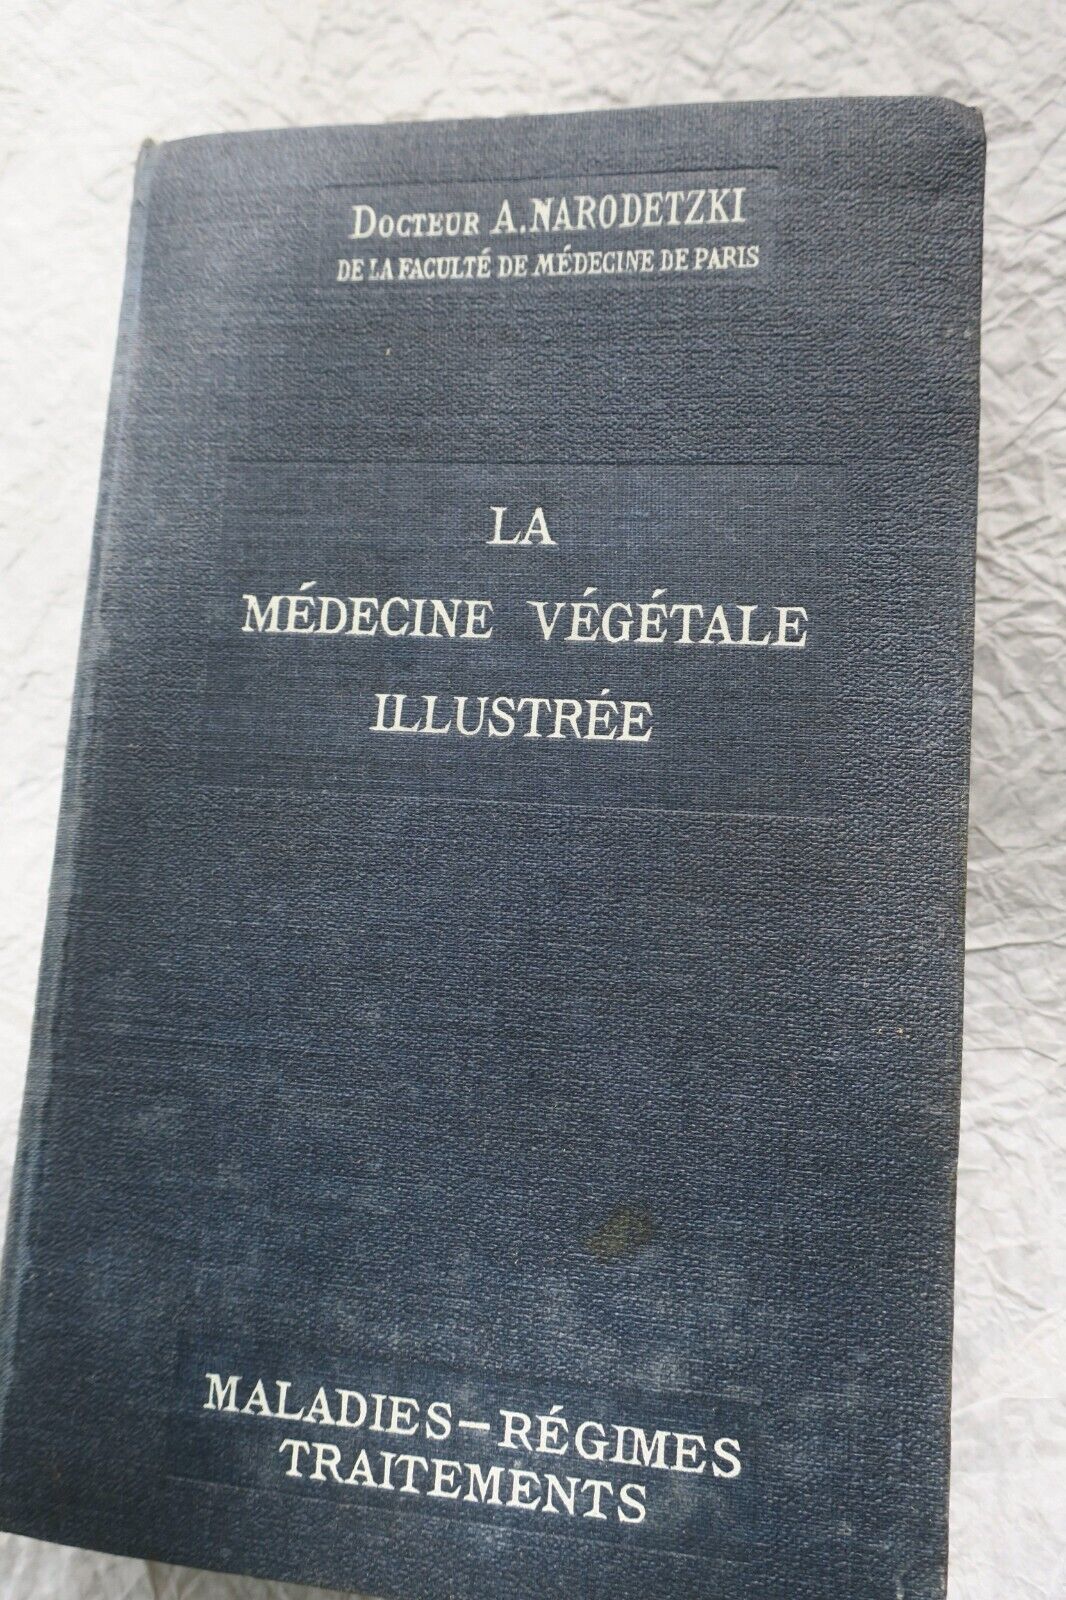 DOCTEUR A.NARODETZKI
DE LA FACULTÉ DE MÉDECINE DE PARIS
LA
MÉDECINE VÉGÉTALE
ILLUSTRÉE
MALADIES-RÉGIMES
TRAITEMENTS